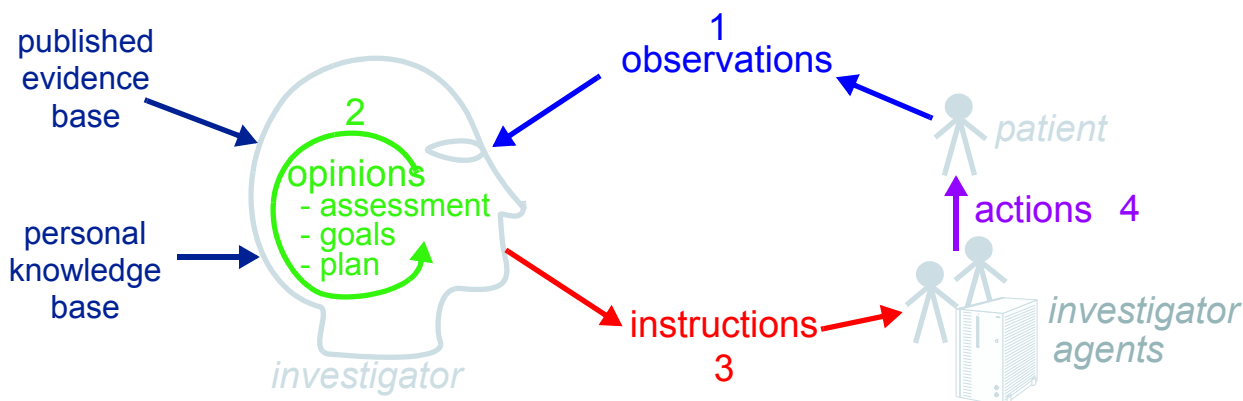 published
evidence
base
personal
knowledge
base
2
opinions
- assessment
- goals
- plan
investigator
1
observations
patient
actions 4
instructions
3
investigator
agents